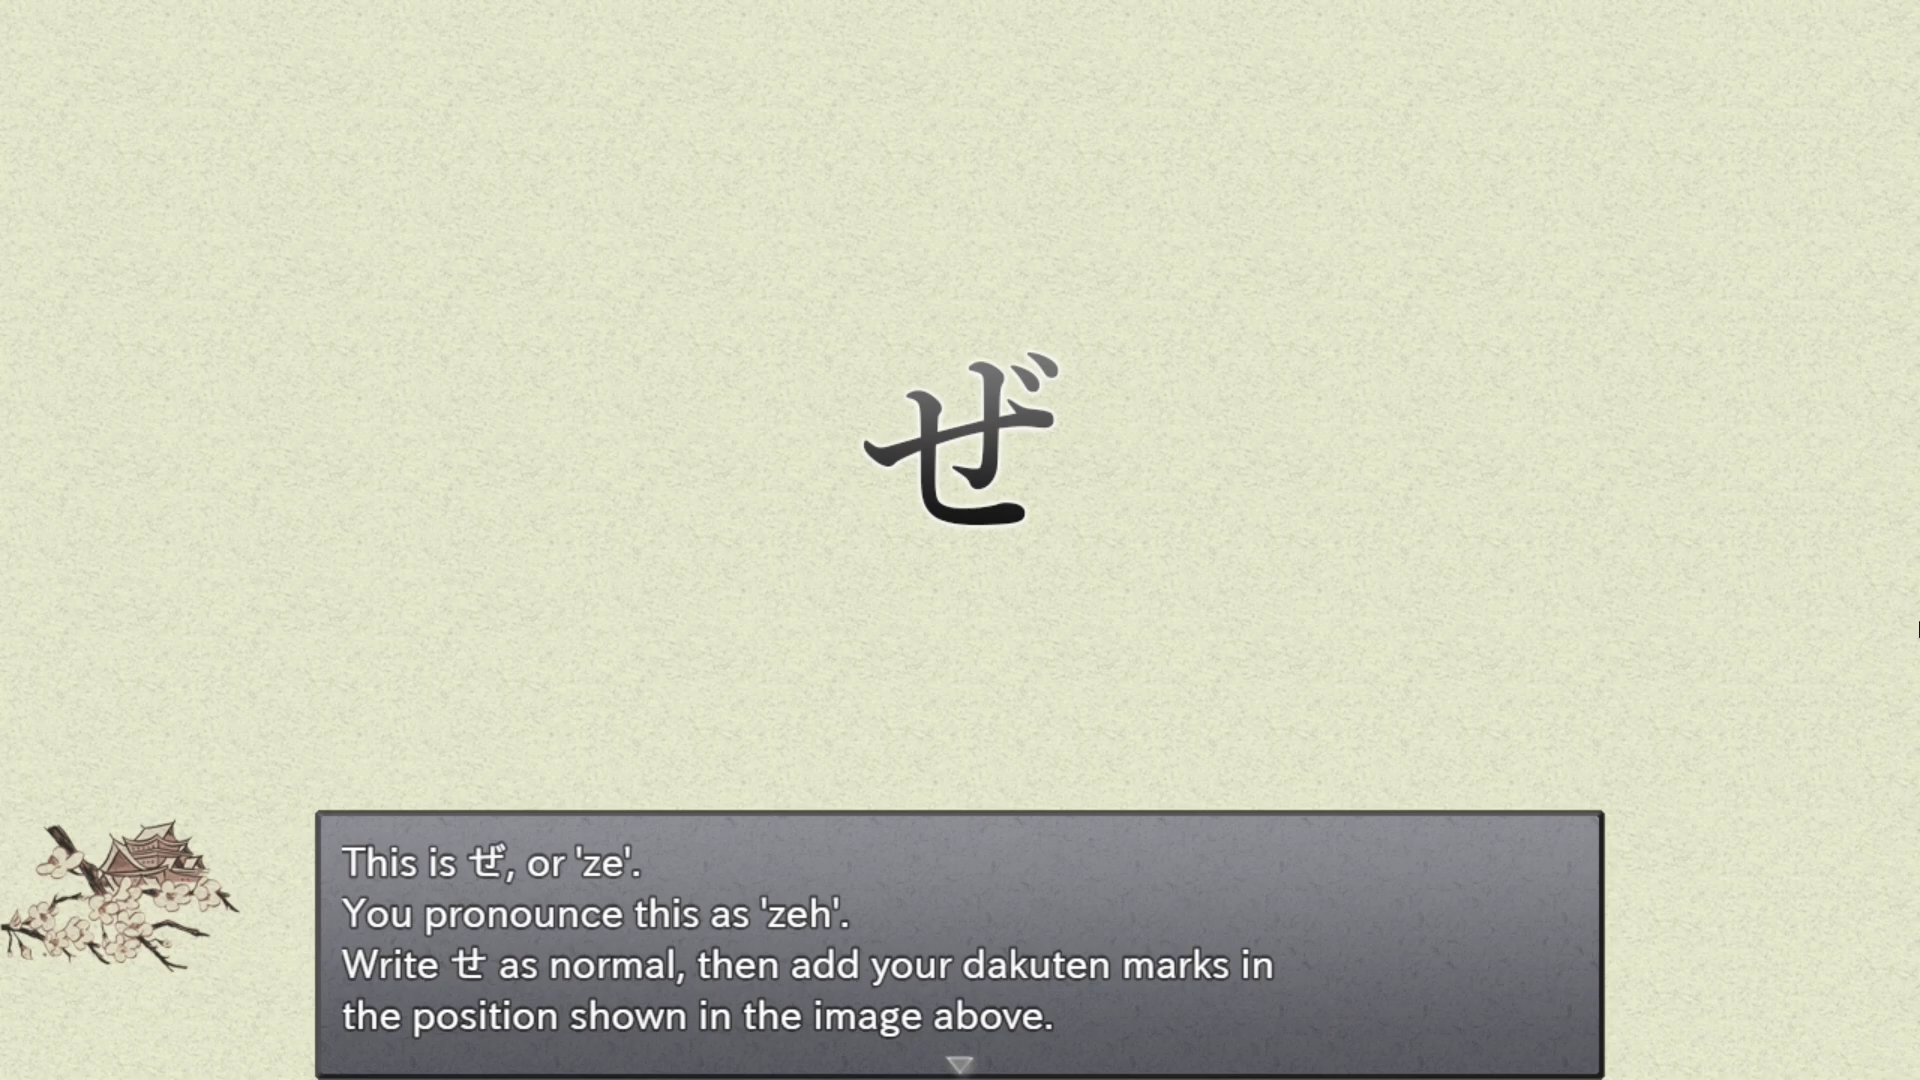 ぜ
This is ぜ, or 'ze'.
You pronounce this as 'zeh'.
Write せ as normal, then add your dakuten marks in
the position shown in the image above.